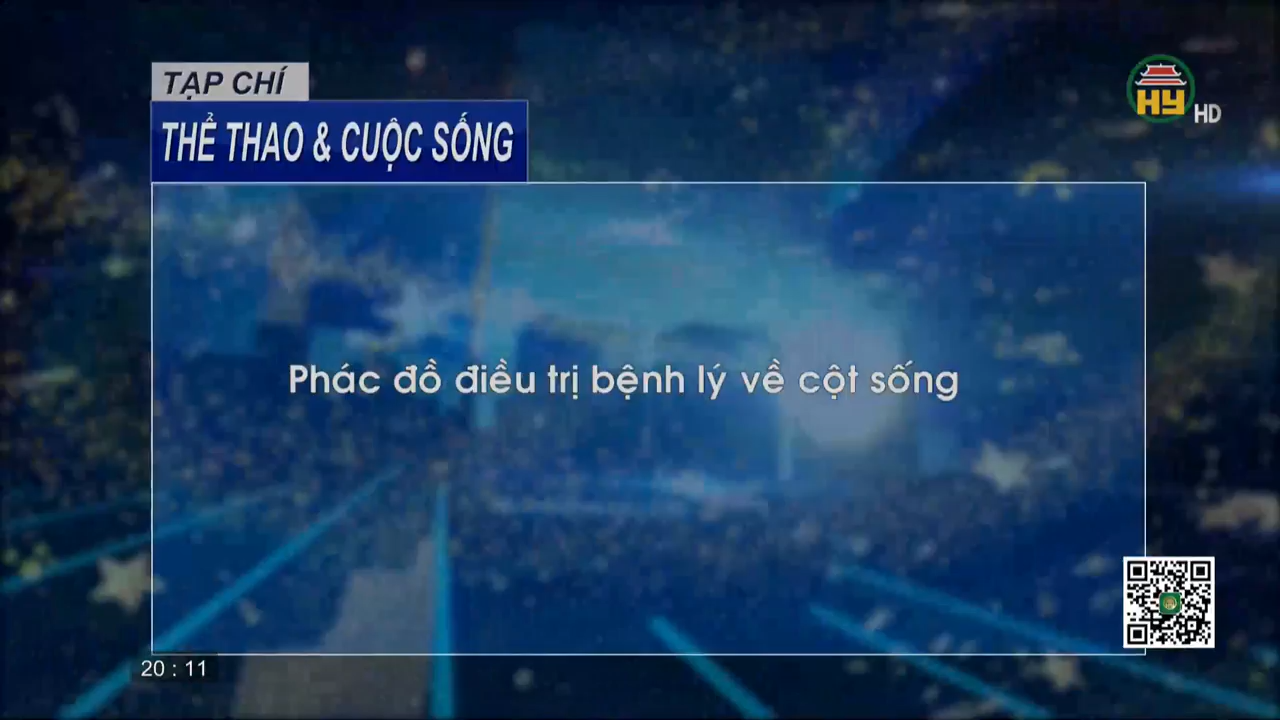 TẠP CHÍ
THỂ THAO & CUỘC SỐNG
HY HD
Phác đồ điều trị bệnh lý về cột sống
20 : 11